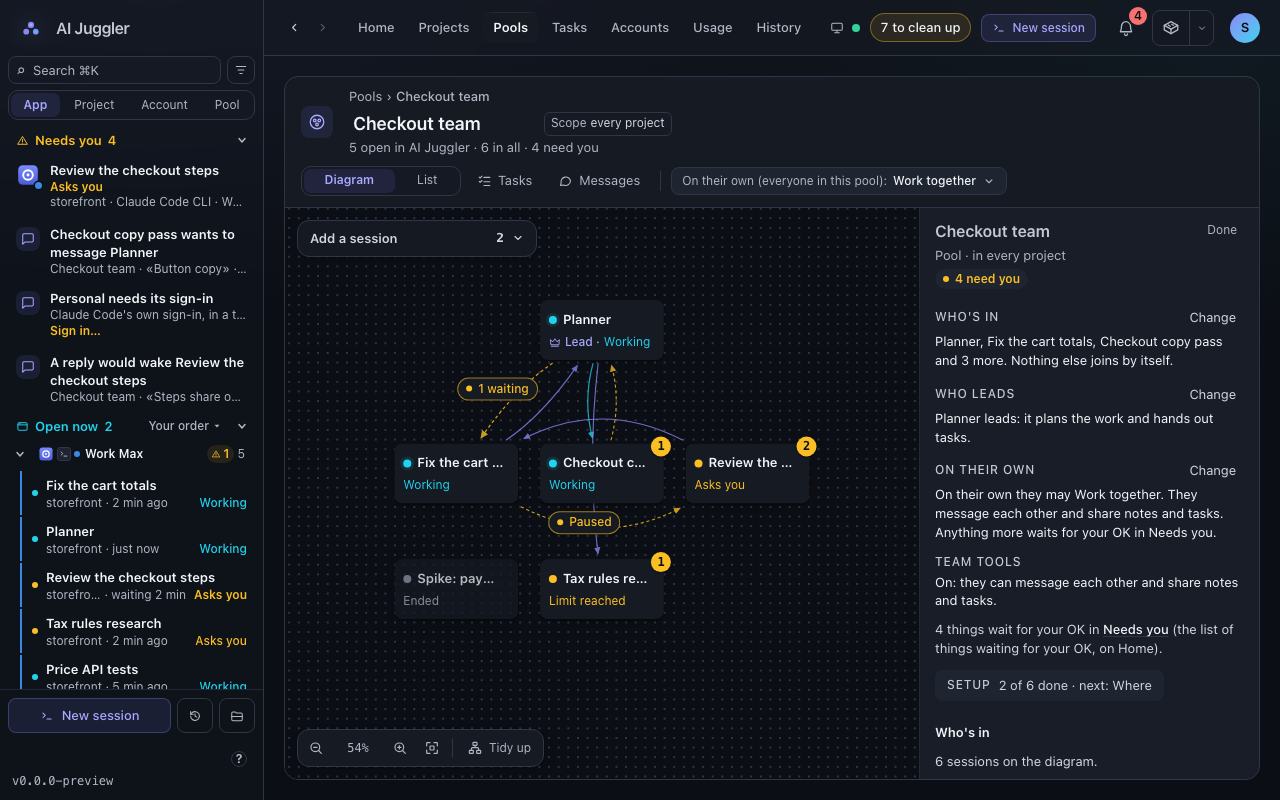 AI Juggler
Search ⌘K
App Project Account Pool
Needs you 4
Review the checkout steps
Asks you
storefront · Claude Code CLI · W…
Checkout copy pass wants to
message Planner
Checkout team · «Button copy» ·…
Personal needs its sign-in
Claude Code's own sign-in, in a t…
Sign in…
A reply would wake Review the
checkout steps
Checkout team · «Steps share o…
Open now 2 Your order
Work Max 1 5
Fix the cart totals
storefront · 2 min ago Working
Planner
storefront · just now Working
Review the checkout steps
storefro… · waiting 2 min Asks you
Tax rules research
storefront · 2 min ago Asks you
Price API tests
storefront · 5 min ago Working
New session
?
v0.0.0-preview
Home Projects Pools Tasks Accounts Usage History
7 to clean up
New session
4
S
Pools › Checkout team
Checkout team
Scope every project
5 open in AI Juggler · 6 in all · 4 need you
Diagram List Tasks Messages
On their own (everyone in this pool): Work together
Add a session 2
Planner
Lead · Working
1 waiting
Fix the cart …
Working
1
Checkout c…
Working
2
Review the …
Asks you
Paused
Spike: pay…
Ended
1
Tax rules re…
Limit reached
54%
Tidy up
Checkout team Done
Pool · in every project
4 need you
WHO'S IN Change
Planner, Fix the cart totals, Checkout copy pass
and 3 more. Nothing else joins by itself.
WHO LEADS Change
Planner leads: it plans the work and hands out
tasks.
ON THEIR OWN Change
On their own they may Work together. They
message each other and share notes and tasks.
Anything more waits for your OK in Needs you.
TEAM TOOLS
On: they can message each other and share notes
and tasks.
4 things wait for your OK in Needs you (the list of
things waiting for your OK, on Home).
SETUP 2 of 6 done · next: Where
Who's in
6 sessions on the diagram.